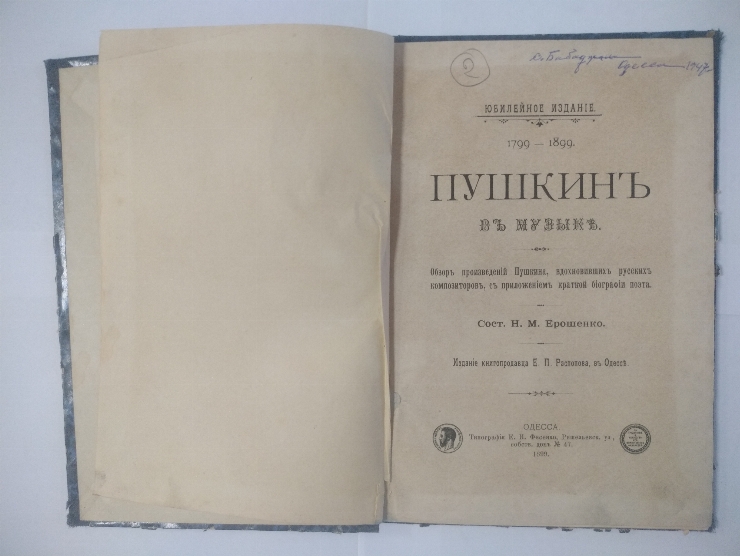 2
Одесса 1947
ЮБИЛЕЙНОЕ ИЗДАНІЕ.
1799 — 1899.
ПУШКИНЪ
ВЪ МУЗЫКѢ.
Обзоръ произведеній Пушкина, вдохновившихъ русскихъ
композиторовъ, съ приложеніемъ краткой біографіи поэта.
Сост. Н. М. Ерошенко.
Изданіе книгопродавца Е. П. Распопова, въ Одессѣ.
ОДЕССА.
Типографія Е. И. Фесенко, Ришельевск. ул.,
собств. домъ №
1899.